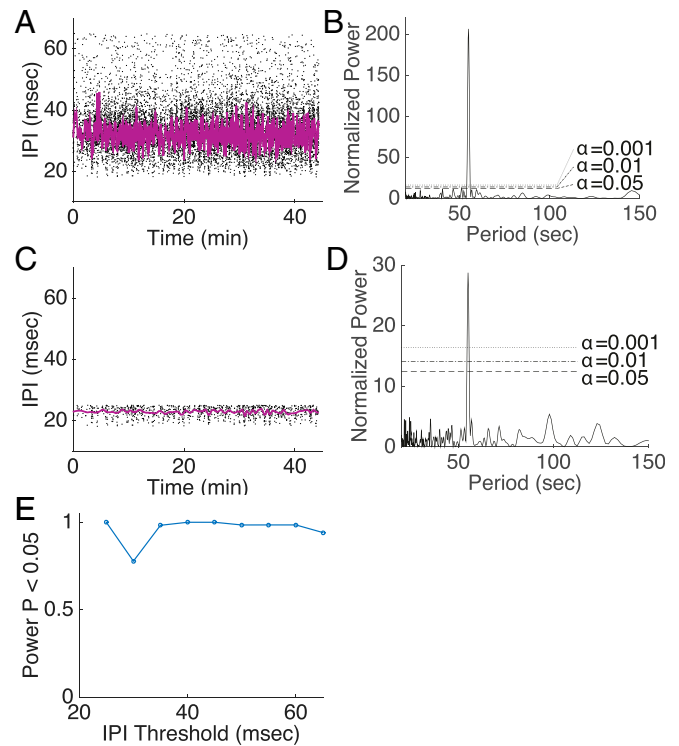 A
IPI (msec)
60
40
20
0
20
40
Time (min)
B
Normalized Power
200
150
100
50
0
α=0.001
α=0.01
α=0.05
50
100
150
Period (sec)
C
IPI (msec)
60
40
20
0
20
40
Time (min)
D
Normalized Power
30
20
10
0
α=0.001
α=0.01
α=0.05
50
100
150
Period (sec)
E
Power P < 0.05
1
0.5
0
20
40
60
IPI Threshold (msec)